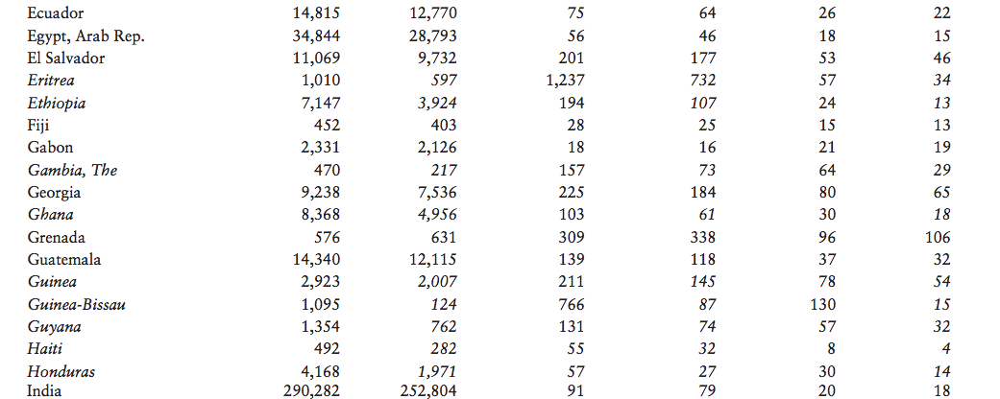 Ecuador 14,815 12,770 75 64 26 22
Egypt, Arab Rep. 34,844 28,793 56 46 18 15
El Salvador 11,069 9,732 201 177 53 46
Eritrea 1,010 597 1,237 732 57 34
Ethiopia 7,147 3,924 194 107 24 13
Fiji 452 403 28 25 15 13
Gabon 2,331 2,126 18 16 21 19
Gambia, The 470 217 157 73 64 29
Georgia 9,238 7,536 225 184 80 65
Ghana 8,368 4,956 103 61 30 18
Grenada 576 631 309 338 96 106
Guatemala 14,340 12,115 139 118 37 32
Guinea 2,923 2,007 211 145 78 54
Guinea-Bissau 1,095 124 766 87 130 15
Guyana 1,354 762 131 74 57 32
Haiti 492 282 55 32 8 4
Honduras 4,168 1,971 57 27 30 14
India 290,282 252,804 91 79 20 18